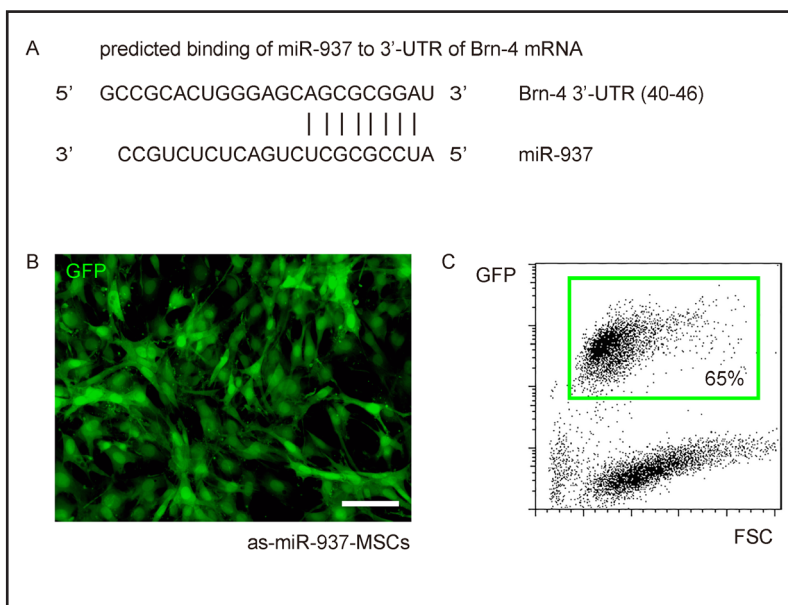 A predicted binding of miR-937 to 3'-UTR of Brn-4 mRNA
5' GCCGCACUGGGAGCAGCGCGGAU 3' Brn-4 3'-UTR (40-46)
3' CCGUCUCUCAGUCUCGCGCCUA 5' miR-937
B GFP
as-miR-937-MSCs
C GFP
65%
FSC